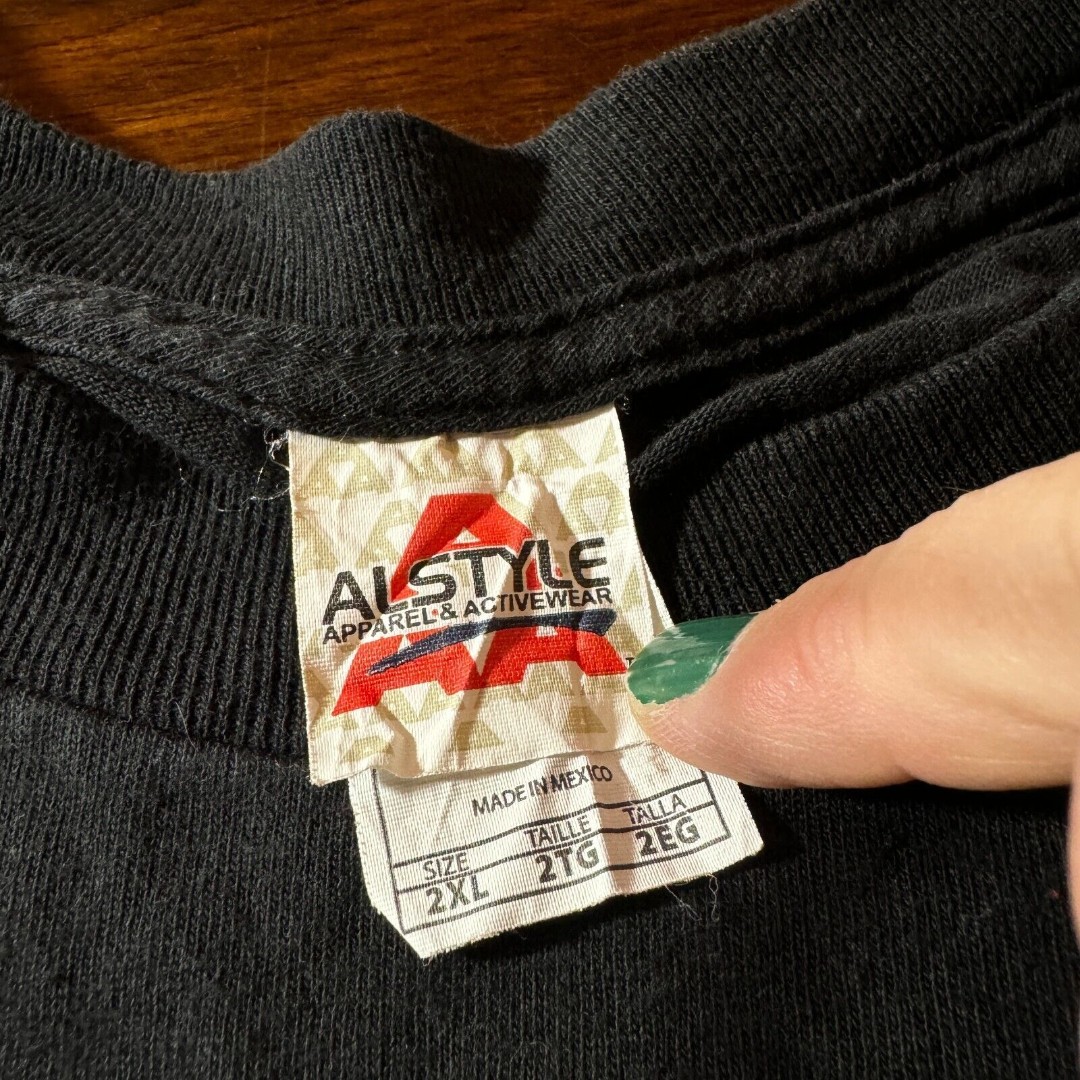 ALSTYLE
APPAREL & ACTIVEWEAR
MADE IN MEXICO
SIZE TAILLE TALLA
2XL 2TG 2EG